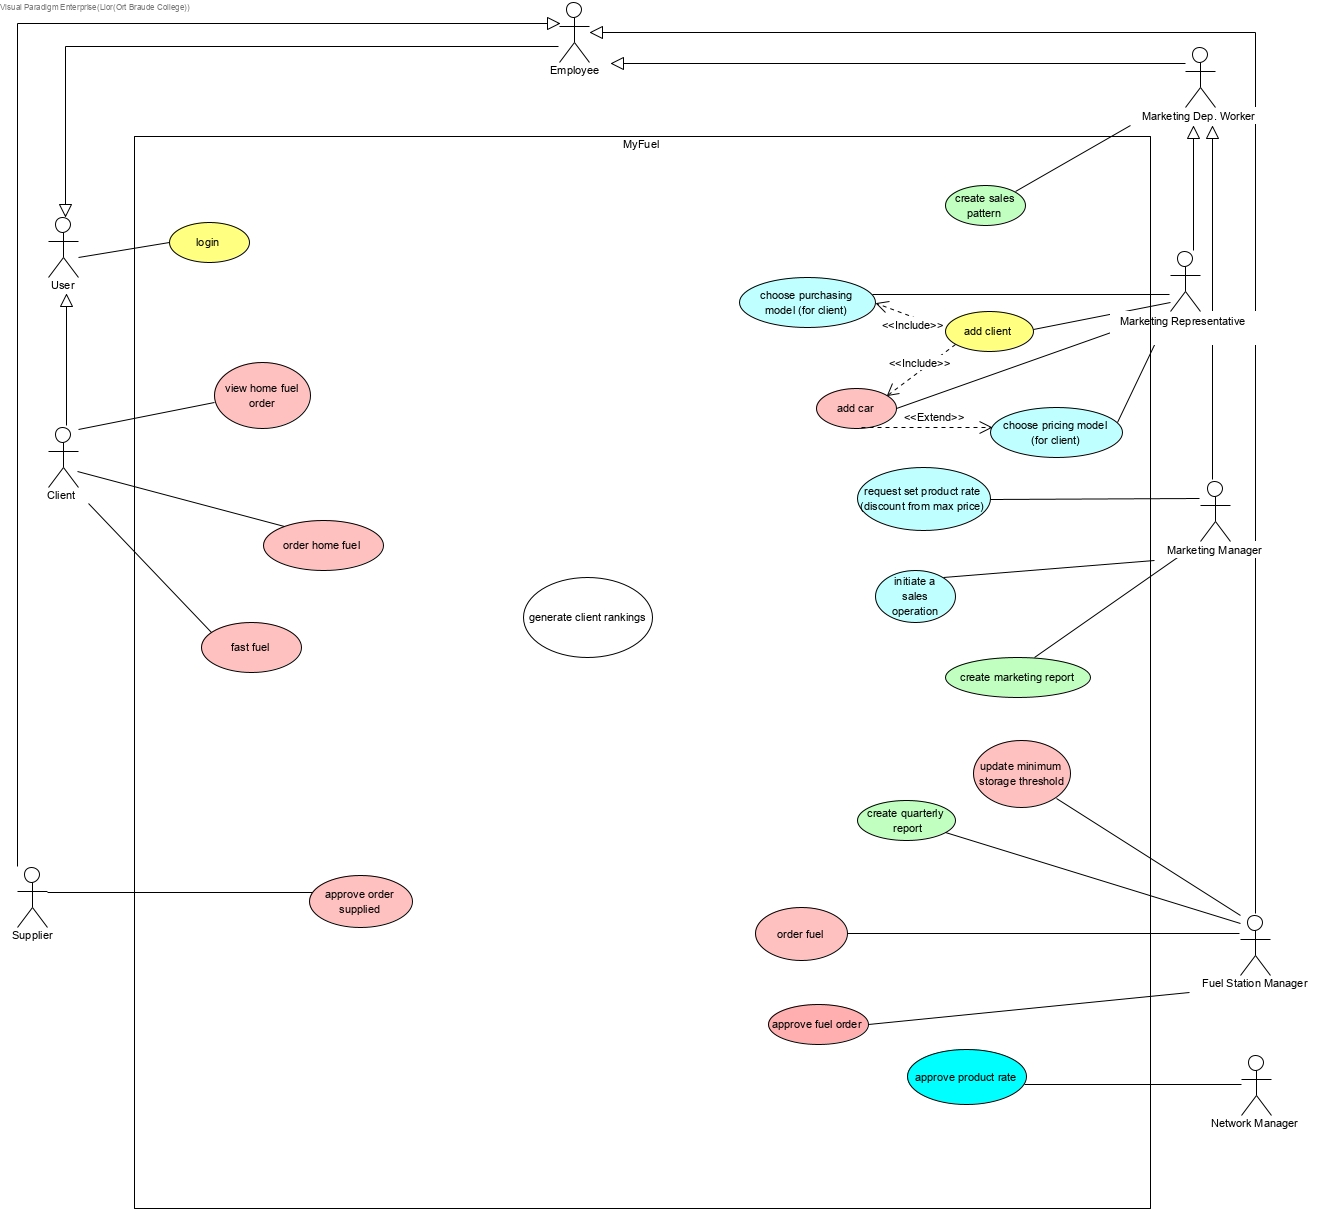 Visual Paradigm Enterprise(Lior(Ort Braude College))
Employee
Marketing Dep. Worker
MyFuel
create sales
pattern
login
User
choose purchasing
model (for client)
<<Include>>
add client
Marketing Representative
<<Include>>
view home fuel
order
add car
<<Extend>>
choose pricing model
(for client)
Client
request set product rate
(discount from max price)
order home fuel
Marketing Manager
initiate a
sales
operation
generate client rankings
fast fuel
create marketing report
update minimum
storage threshold
create quarterly
report
approve order
supplied
Supplier
order fuel
Fuel Station Manager
approve fuel order
approve product rate
Network Manager